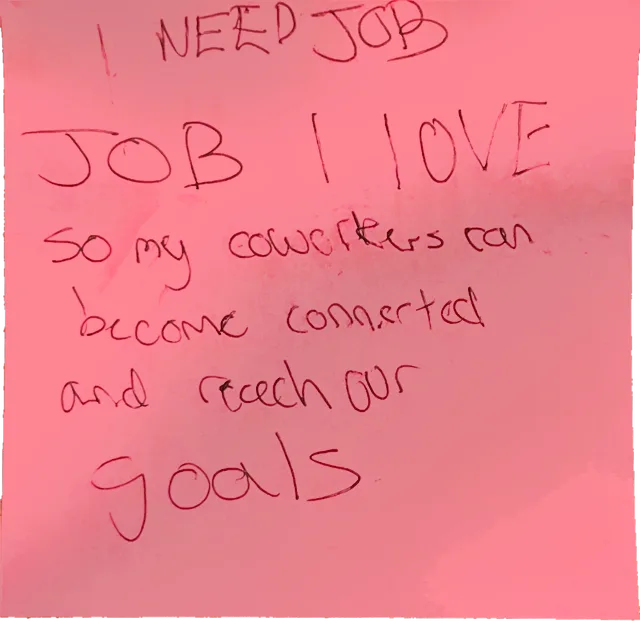 I NEED JOB
JOB I lOVE
so my coworkers can
become connected
and reach our
goals